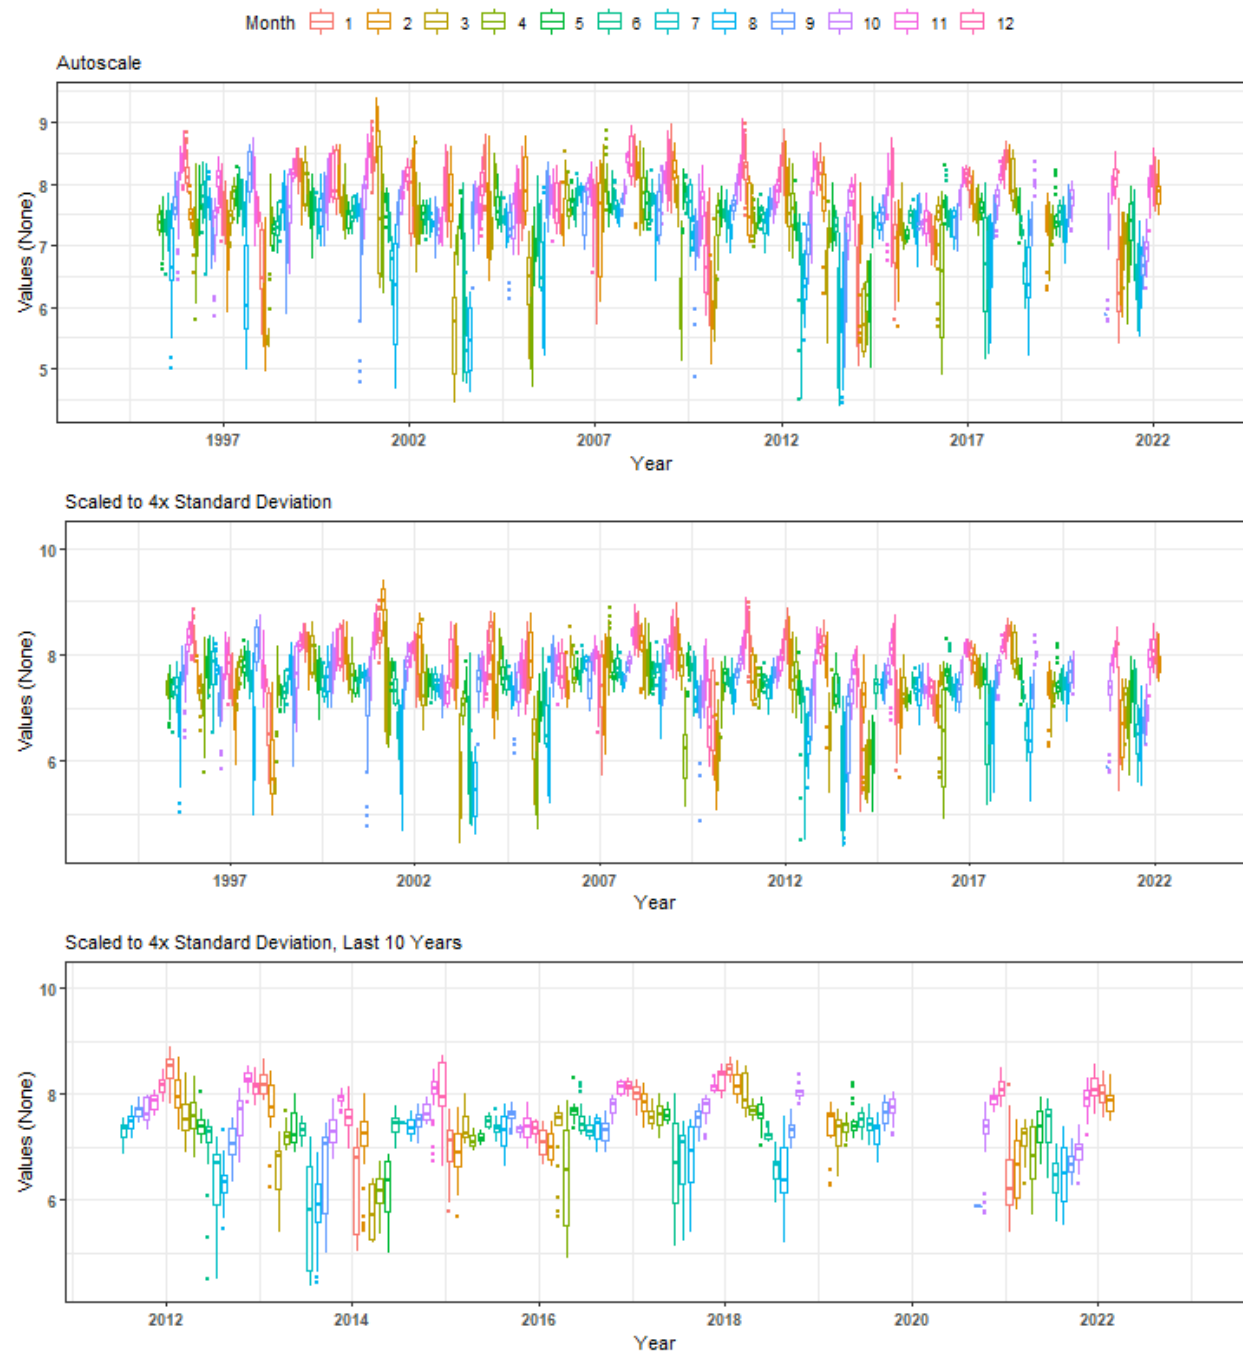 Month 1 2 3 4 5 6 7 8 9 10 11 12
Autoscale
9
8
7
6
5
Values (None)
1997 2002 2007 2012 2017 2022
Year
Scaled to 4x Standard Deviation
10
8
6
Values (None)
1997 2002 2007 2012 2017 2022
Year
Scaled to 4x Standard Deviation, Last 10 Years
10
8
6
Values (None)
2012 2014 2016 2018 2020 2022
Year